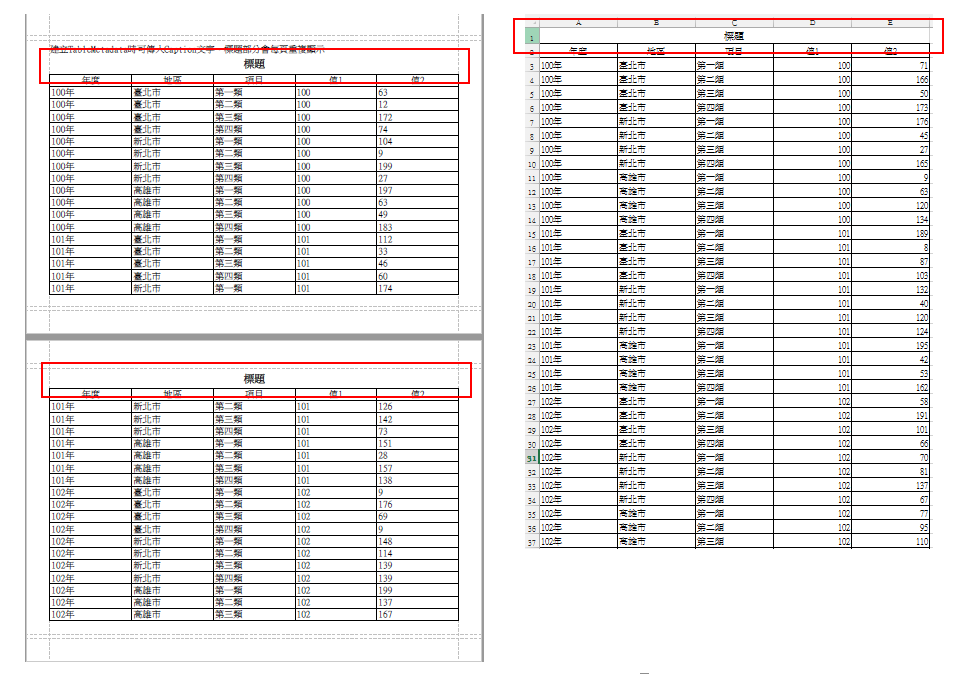 建立TableMetadata時可傳入Caption文字 標題部分會每頁重複顯示
標題
年度 地區 項目 值1 值2
100年 臺北市 第一類 100 63
100年 臺北市 第二類 100 12
100年 臺北市 第三類 100 172
100年 臺北市 第四類 100 74
100年 新北市 第一類 100 104
100年 新北市 第二類 100 9
100年 新北市 第三類 100 199
100年 新北市 第四類 100 27
100年 高雄市 第一類 100 197
100年 高雄市 第二類 100 63
100年 高雄市 第三類 100 49
100年 高雄市 第四類 100 183
101年 臺北市 第一類 101 112
101年 臺北市 第二類 101 33
101年 臺北市 第三類 101 46
101年 臺北市 第四類 101 60
101年 新北市 第一類 101 174
標題
年度 地區 項目 值1 值2
101年 新北市 第二類 101 126
101年 新北市 第三類 101 142
101年 新北市 第四類 101 73
101年 高雄市 第一類 101 151
101年 高雄市 第二類 101 28
101年 高雄市 第三類 101 157
101年 高雄市 第四類 101 138
102年 臺北市 第一類 102 9
102年 臺北市 第二類 102 176
102年 臺北市 第三類 102 69
102年 臺北市 第四類 102 9
102年 新北市 第一類 102 148
102年 新北市 第二類 102 114
102年 新北市 第三類 102 139
102年 新北市 第四類 102 139
102年 高雄市 第一類 102 199
102年 高雄市 第二類 102 137
102年 高雄市 第三類 102 167
A B C D E
1 標題
2 年度 地區 項目 值1 值2
3 100年 臺北市 第一類 100 71
4 100年 臺北市 第二類 100 166
5 100年 臺北市 第三類 100 50
6 100年 臺北市 第四類 100 173
7 100年 新北市 第一類 100 176
8 100年 新北市 第二類 100 45
9 100年 新北市 第三類 100 27
10 100年 新北市 第四類 100 165
11 100年 高雄市 第一類 100 9
12 100年 高雄市 第二類 100 63
13 100年 高雄市 第三類 100 120
14 100年 高雄市 第四類 100 134
15 101年 臺北市 第一類 101 189
16 101年 臺北市 第二類 101 8
17 101年 臺北市 第三類 101 87
18 101年 臺北市 第四類 101 103
19 101年 新北市 第一類 101 132
20 101年 新北市 第二類 101 40
21 101年 新北市 第三類 101 120
22 101年 新北市 第四類 101 124
23 101年 高雄市 第一類 101 195
24 101年 高雄市 第二類 101 42
25 101年 高雄市 第三類 101 53
26 101年 高雄市 第四類 101 162
27 102年 臺北市 第一類 102 58
28 102年 臺北市 第二類 102 191
29 102年 臺北市 第三類 102 101
30 102年 臺北市 第四類 102 66
31 102年 新北市 第一類 102 70
32 102年 新北市 第二類 102 81
33 102年 新北市 第三類 102 137
34 102年 新北市 第四類 102 67
35 102年 高雄市 第一類 102 77
36 102年 高雄市 第二類 102 95
37 102年 高雄市 第三類 102 110